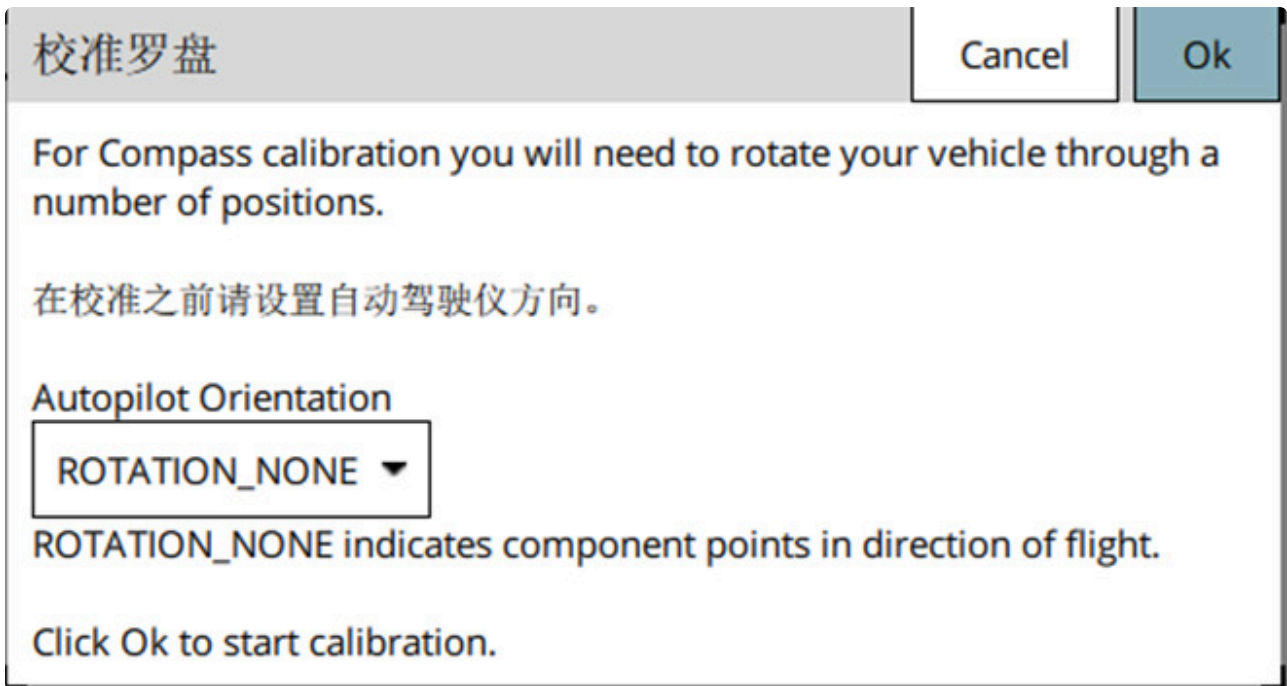 校准罗盘
Cancel
Ok
For Compass calibration you will need to rotate your vehicle through a
number of positions.
在校准之前请设置自动驾驶仪方向。
Autopilot Orientation
ROTATION_NONE
ROTATION_NONE indicates component points in direction of flight.
Click Ok to start calibration.